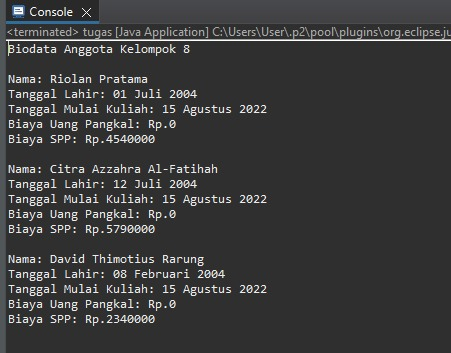 Console
<terminated> tugas [Java Application] C:\Users\User\.p2\pool\plugins\org.eclipse.ju
Biodata Anggota Kelompok 8
Nama: Riolan Pratama
Tanggal Lahir: 01 Juli 2004
Tanggal Mulai Kuliah: 15 Agustus 2022
Biaya Uang Pangkal: Rp.0
Biaya SPP: Rp.4540000
Nama: Citra Azzahra Al-Fatihah
Tanggal Lahir: 12 Juli 2004
Tanggal Mulai Kuliah: 15 Agustus 2022
Biaya Uang Pangkal: Rp.0
Biaya SPP: Rp.5790000
Nama: David Thimotius Rarung
Tanggal Lahir: 08 Februari 2004
Tanggal Mulai Kuliah: 15 Agustus 2022
Biaya Uang Pangkal: Rp.0
Biaya SPP: Rp.2340000